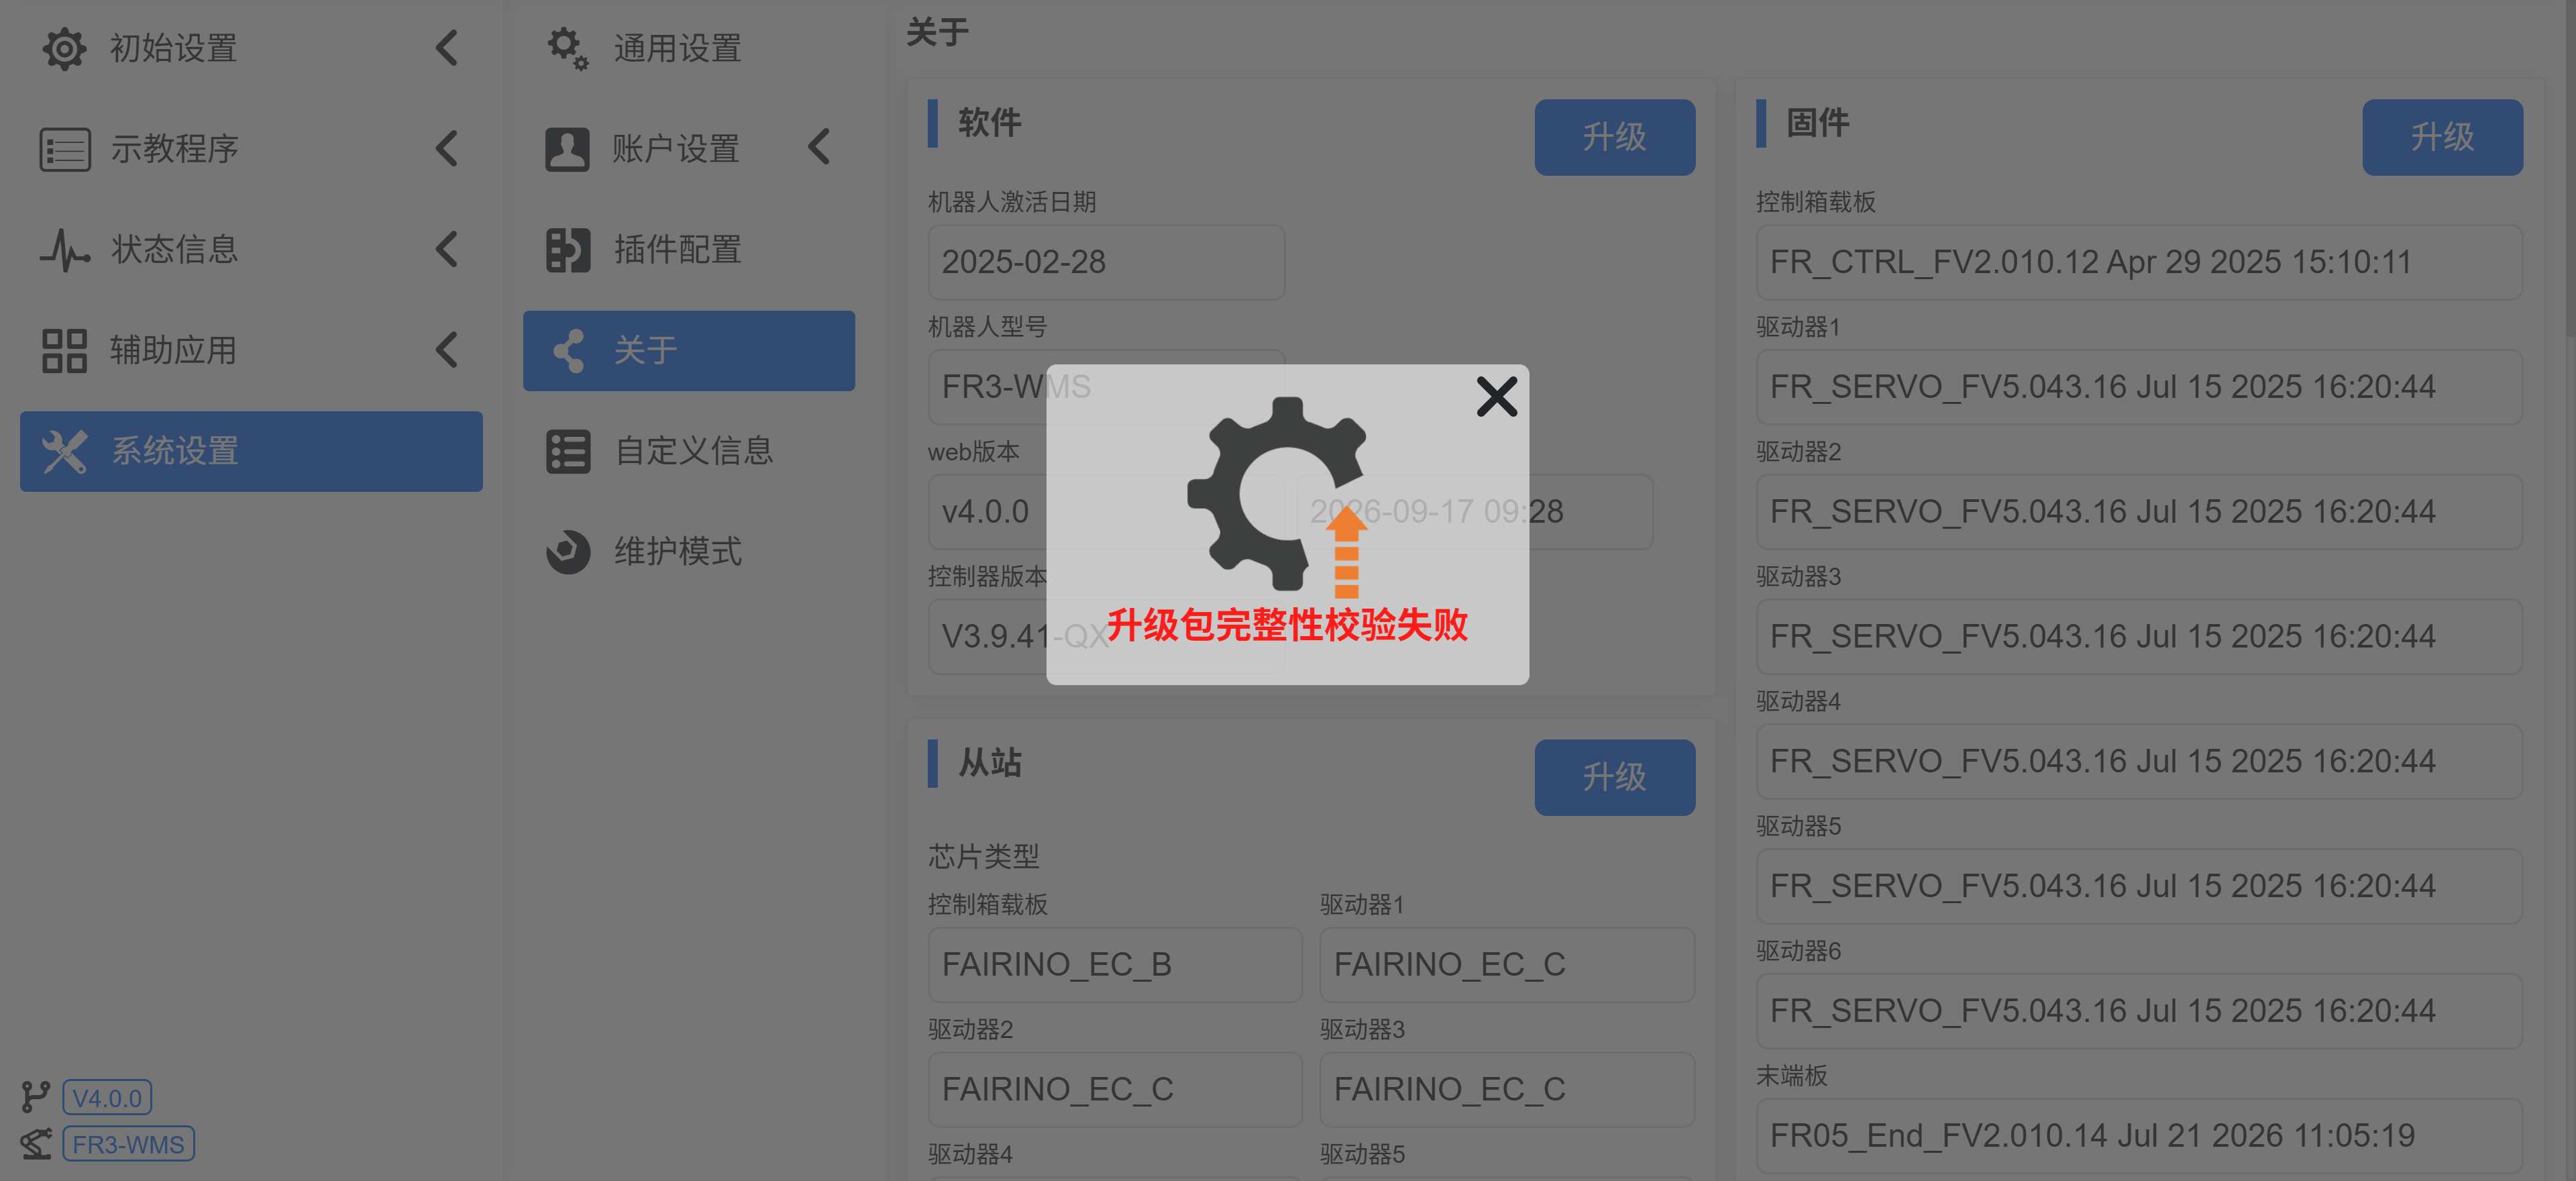 初始设置
示教程序
状态信息
辅助应用
系统设置
V4.0.0
FR3-WMS
通用设置
账户设置
插件配置
关于
自定义信息
维护模式
关于
软件
升级
机器人激活日期
2025-02-28
机器人型号
FR3-WMS
web版本
v4.0.0
2026-09-17 09:28
控制器版本
V3.9.41-QX
升级包完整性校验失败
从站
升级
芯片类型
控制箱载板
驱动器1
FAIRINO_EC_B
FAIRINO_EC_C
驱动器2
驱动器3
FAIRINO_EC_C
FAIRINO_EC_C
驱动器4
驱动器5
固件
升级
控制箱载板
FR_CTRL_FV2.010.12 Apr 29 2025 15:10:11
驱动器1
FR_SERVO_FV5.043.16 Jul 15 2025 16:20:44
驱动器2
FR_SERVO_FV5.043.16 Jul 15 2025 16:20:44
驱动器3
FR_SERVO_FV5.043.16 Jul 15 2025 16:20:44
驱动器4
FR_SERVO_FV5.043.16 Jul 15 2025 16:20:44
驱动器5
FR_SERVO_FV5.043.16 Jul 15 2025 16:20:44
驱动器6
FR_SERVO_FV5.043.16 Jul 15 2025 16:20:44
末端板
FR05_End_FV2.010.14 Jul 21 2026 11:05:19